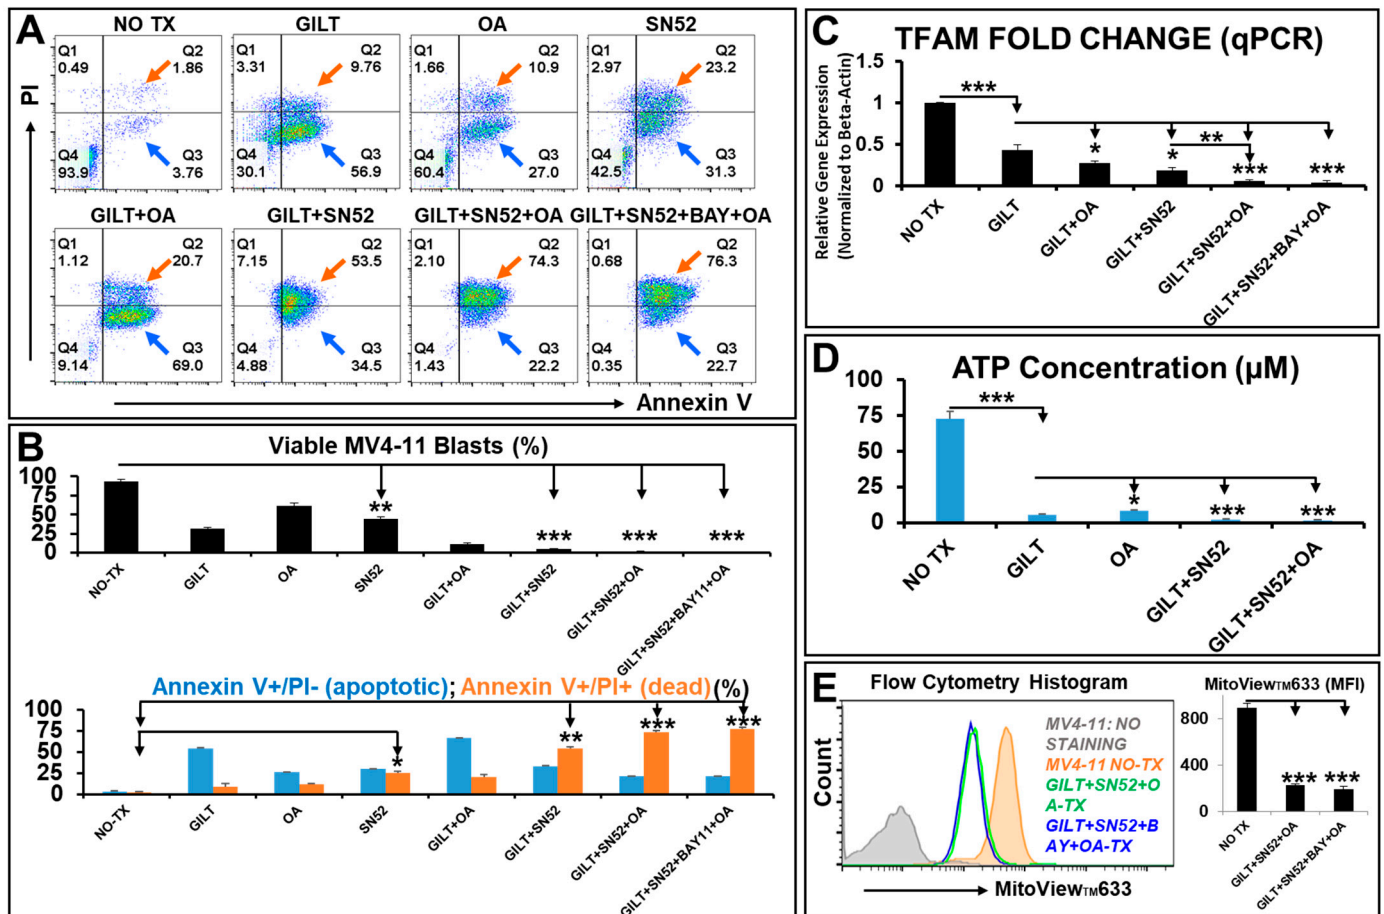 A
NO TX
GILT
OA
SN52
PI
Q1
0.49
Q2
1.86
Q4
93.9
Q3
3.76
Q1
3.31
Q2
9.76
Q4
30.1
Q3
56.9
Q1
1.66
Q2
10.9
Q4
60.4
Q3
27.0
Q1
2.97
Q2
23.2
Q4
42.5
Q3
31.3
GILT+OA
GILT+SN52
GILT+SN52+OA
GILT+SN52+BAY+OA
Q1
1.12
Q2
20.7
Q4
9.14
Q3
69.0
Q1
7.15
Q2
53.5
Q4
4.88
Q3
34.5
Q1
2.10
Q2
74.3
Q4
1.43
Q3
22.2
Q1
0.68
Q2
76.3
Q4
0.35
Q3
22.7
Annexin V
B
Viable MV4-11 Blasts (%)
100
75
50
25
0
**
***
***
***
NO-TX
GILT
OA
SN52
GILT+OA
GILT+SN52
GILT+SN52+OA
GILT+SN52+BAY11+OA
Annexin V+/PI- (apoptotic); Annexin V+/PI+ (dead)(%)
100
75
50
25
0
*
**
***
***
NO-TX
GILT
OA
SN52
GILT+OA
GILT+SN52
GILT+SN52+OA
GILT+SN52+BAY11+OA
C
TFAM FOLD CHANGE (qPCR)
Relative Gene Expression
(Normalized to Beta-Actin)
1.5
1
0.5
0
***
*
*
**
***
***
NO TX
GILT
GILT+OA
GILT+SN52
GILT+SN52+OA
GILT+SN52+BAY+OA
D
ATP Concentration (µM)
100
75
50
25
0
***
*
***
***
NO TX
GILT
OA
GILT+SN52
GILT+SN52+OA
E
Flow Cytometry Histogram
Count
MV4-11: NO
STAINING
MV4-11 NO-TX
GILT+SN52+O
A-TX
GILT+SN52+B
AY+OA-TX
MitoViewTM633
MitoViewTM633 (MFI)
800
400
0
***
***
NO TX
GILT+SN52+OA
GILT+SN52+BAY+OA